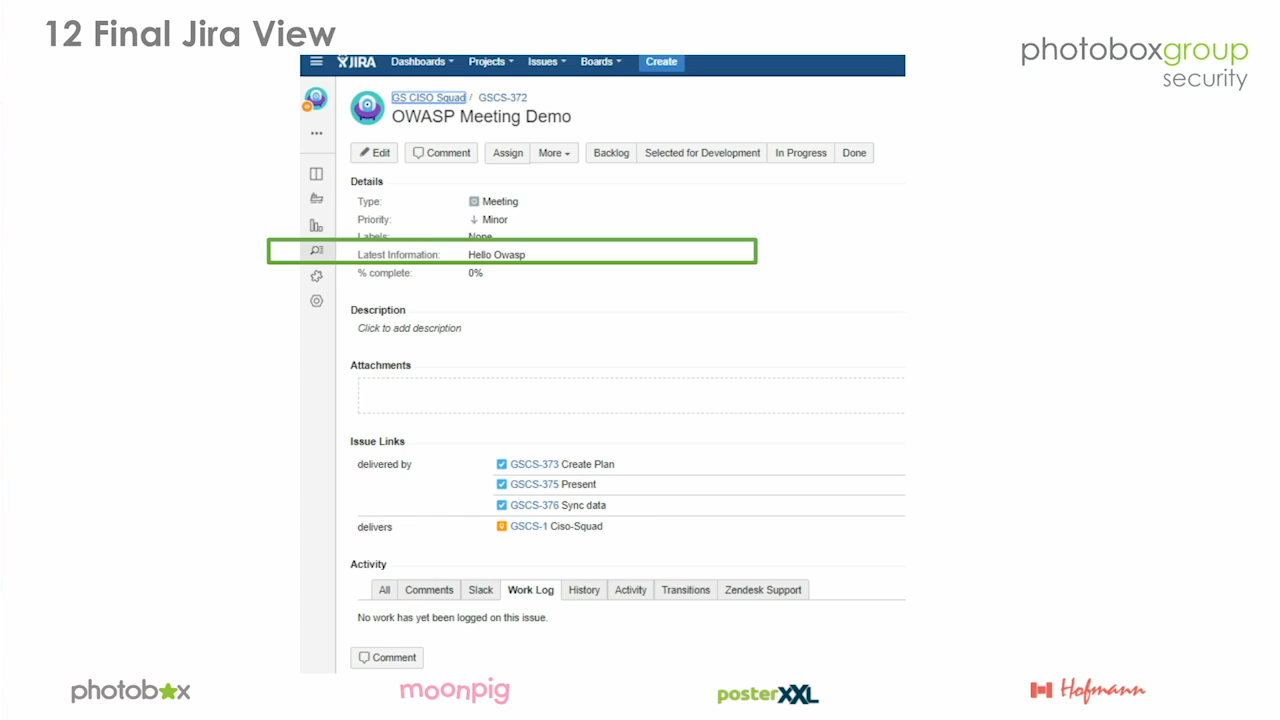 12 Final Jira View
photoboxgroup
security
JIRA Dashboards Projects Issues Boards Create
GS CISO Squad / GSCS-372
OWASP Meeting Demo
Edit Comment Assign More Backlog Selected for Development In Progress Done
Details
Type: Meeting
Priority: Minor
Labels: None
Latest Information: Hello Owasp
% complete: 0%
Description
Click to add description
Attachments
Issue Links
delivered by GSCS-373 Create Plan
GSCS-375 Present
GSCS-376 Sync data
delivers GSCS-1 Ciso-Squad
Activity
All Comments Slack Work Log History Activity Transitions Zendesk Support
No work has yet been logged on this issue.
Comment
photobox moonpig posterXXL Hofmann